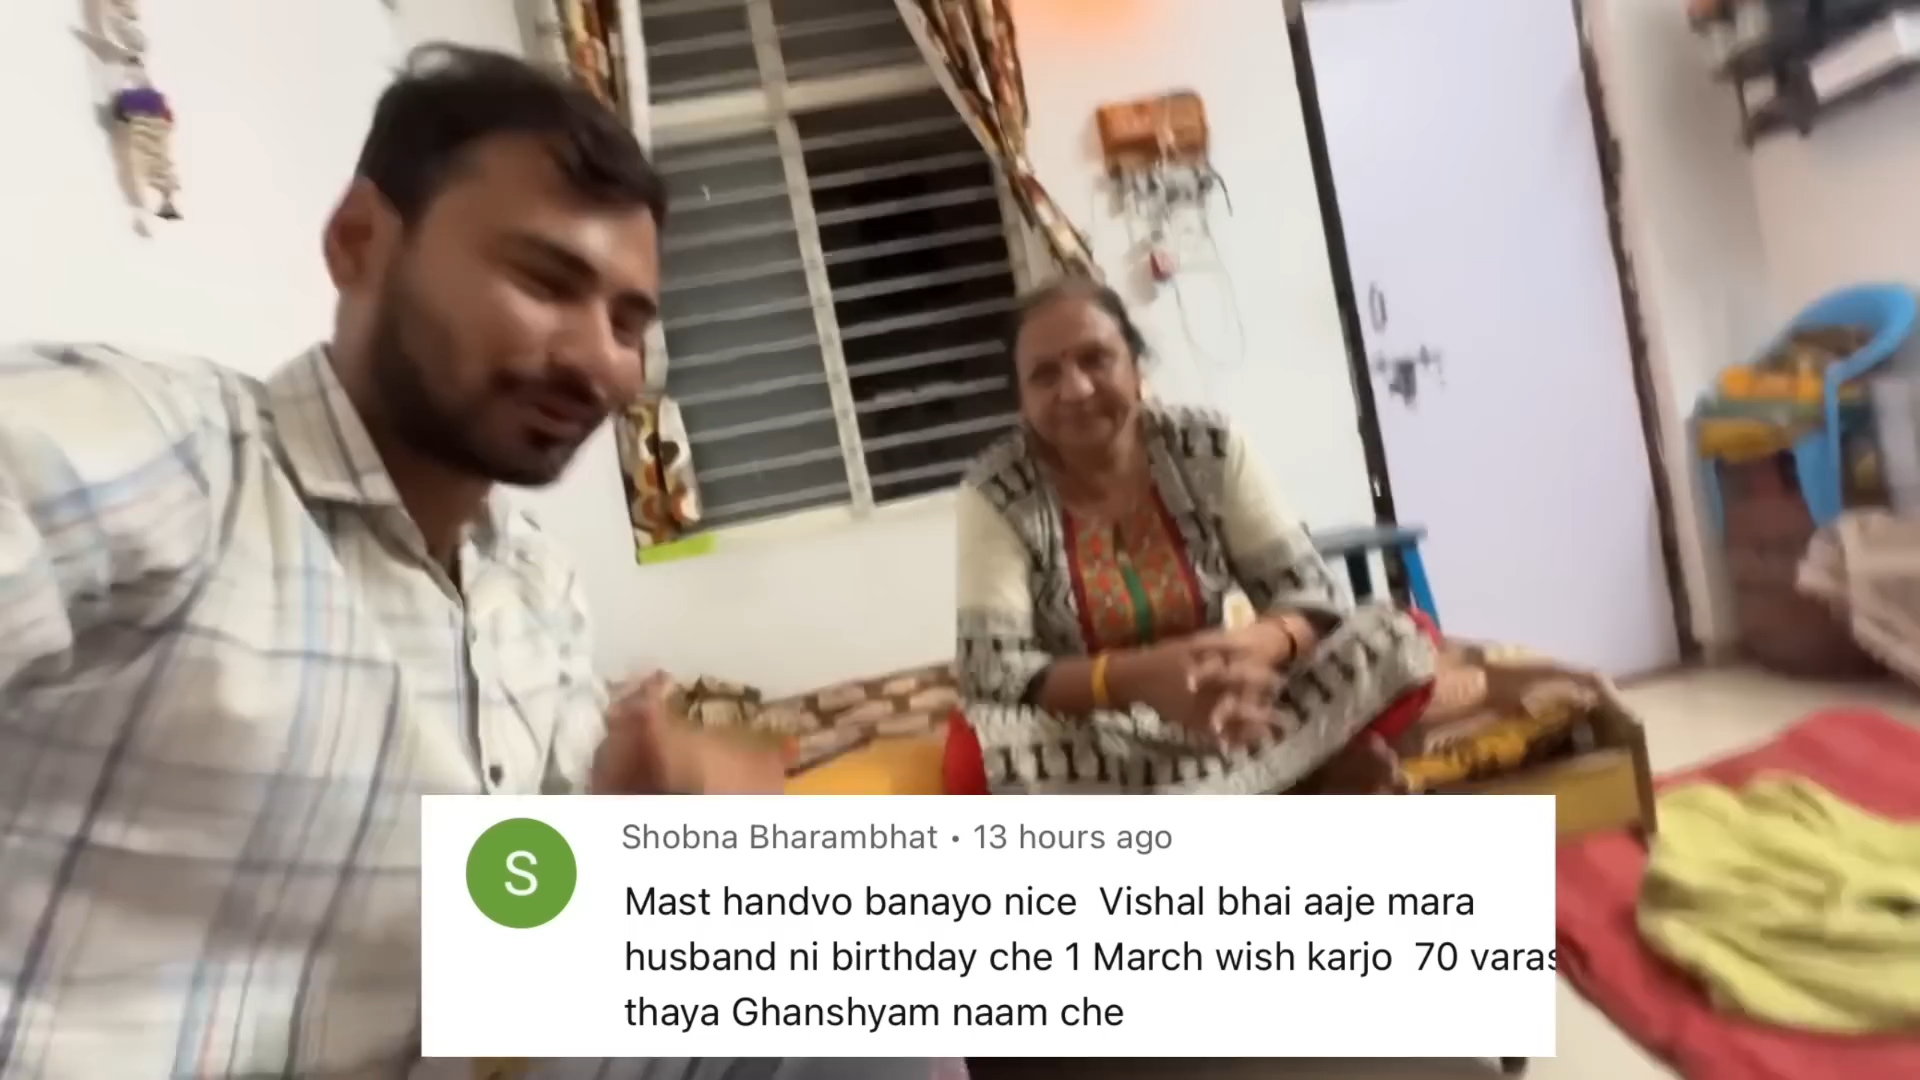 S
Shobna Bharambhat • 13 hours ago
Mast handvo banayo nice  Vishal bhai aaje mara
husband ni birthday che 1 March wish karjo  70 varas
thaya Ghanshyam naam che